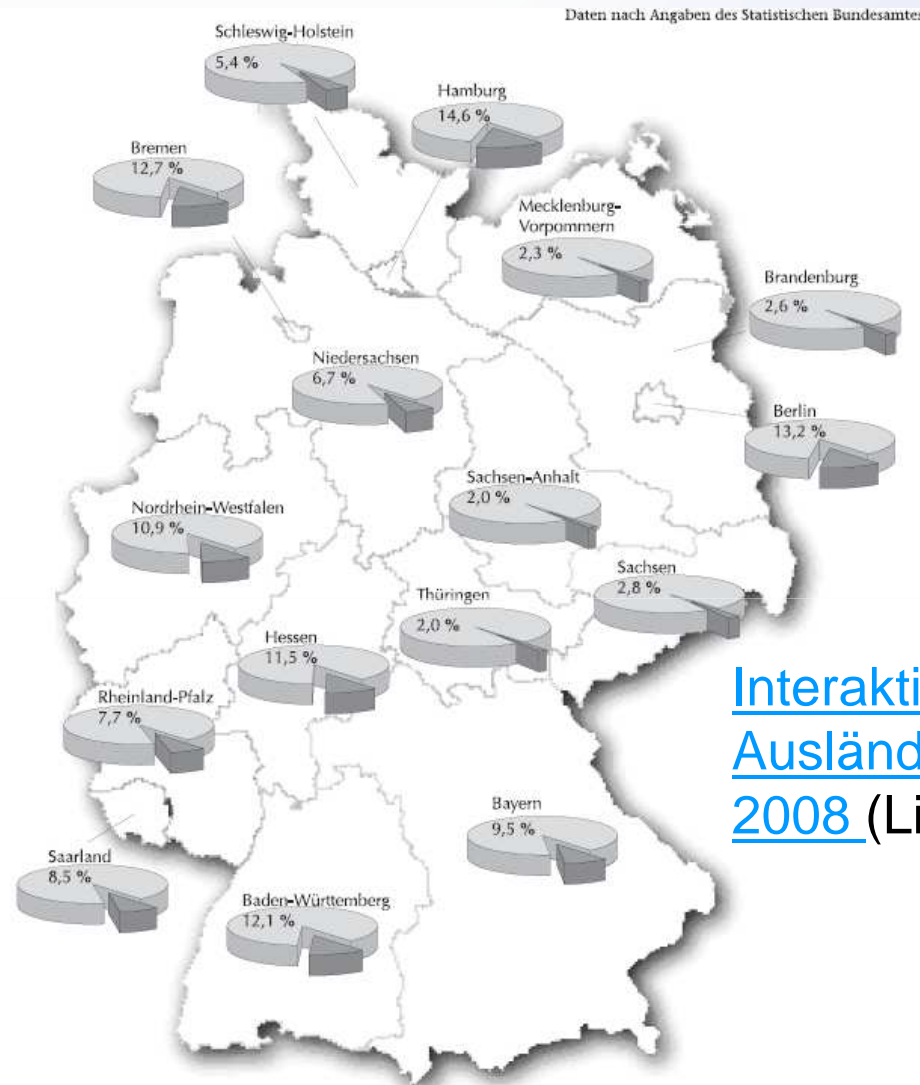 Daten nach Angaben des Statistischen Bundesamtes
Schleswig-Holstein
5,4 %
Hamburg
14,6 %
Bremen
12,7 %
Mecklenburg-
Vorpommern
2,3 %
Brandenburg
2,6 %
Niedersachsen
6,7 %
Berlin
13,2 %
Sachsen-Anhalt
2,0 %
Nordrhein-Westfalen
10,9 %
Sachsen
2,8 %
Thüringen
2,0 %
Hessen
11,5 %
Rheinland-Pfalz
7,7 %
Interakti
Ausländ
2008 (Li
Bayern
9,5 %
Saarland
8,5 %
Baden-Württemberg
12,1 %